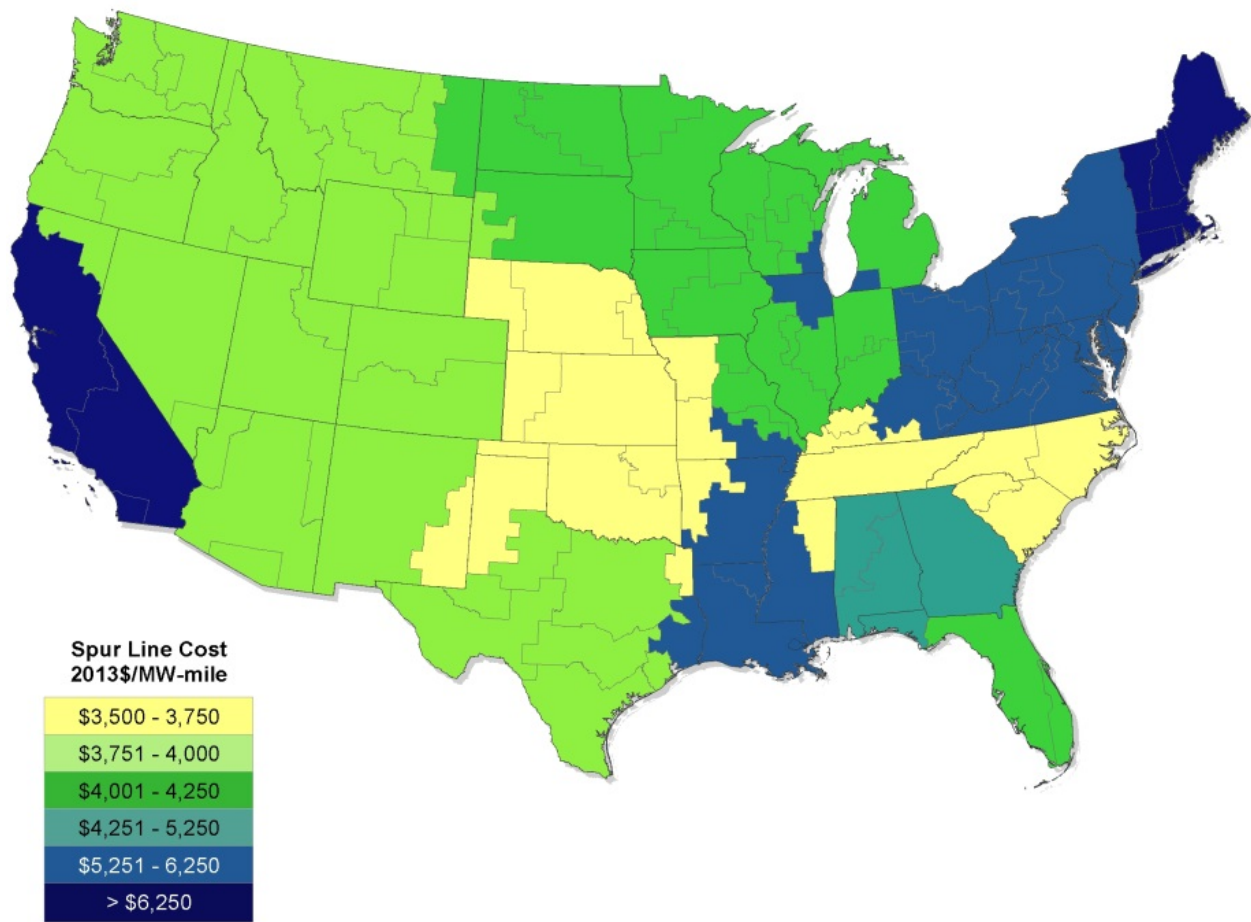 Spur Line Cost
2013$/MW-mile
$3,500 - 3,750
$3,751 - 4,000
$4,001 - 4,250
$4,251 - 5,250
$5,251 - 6,250
> $6,250